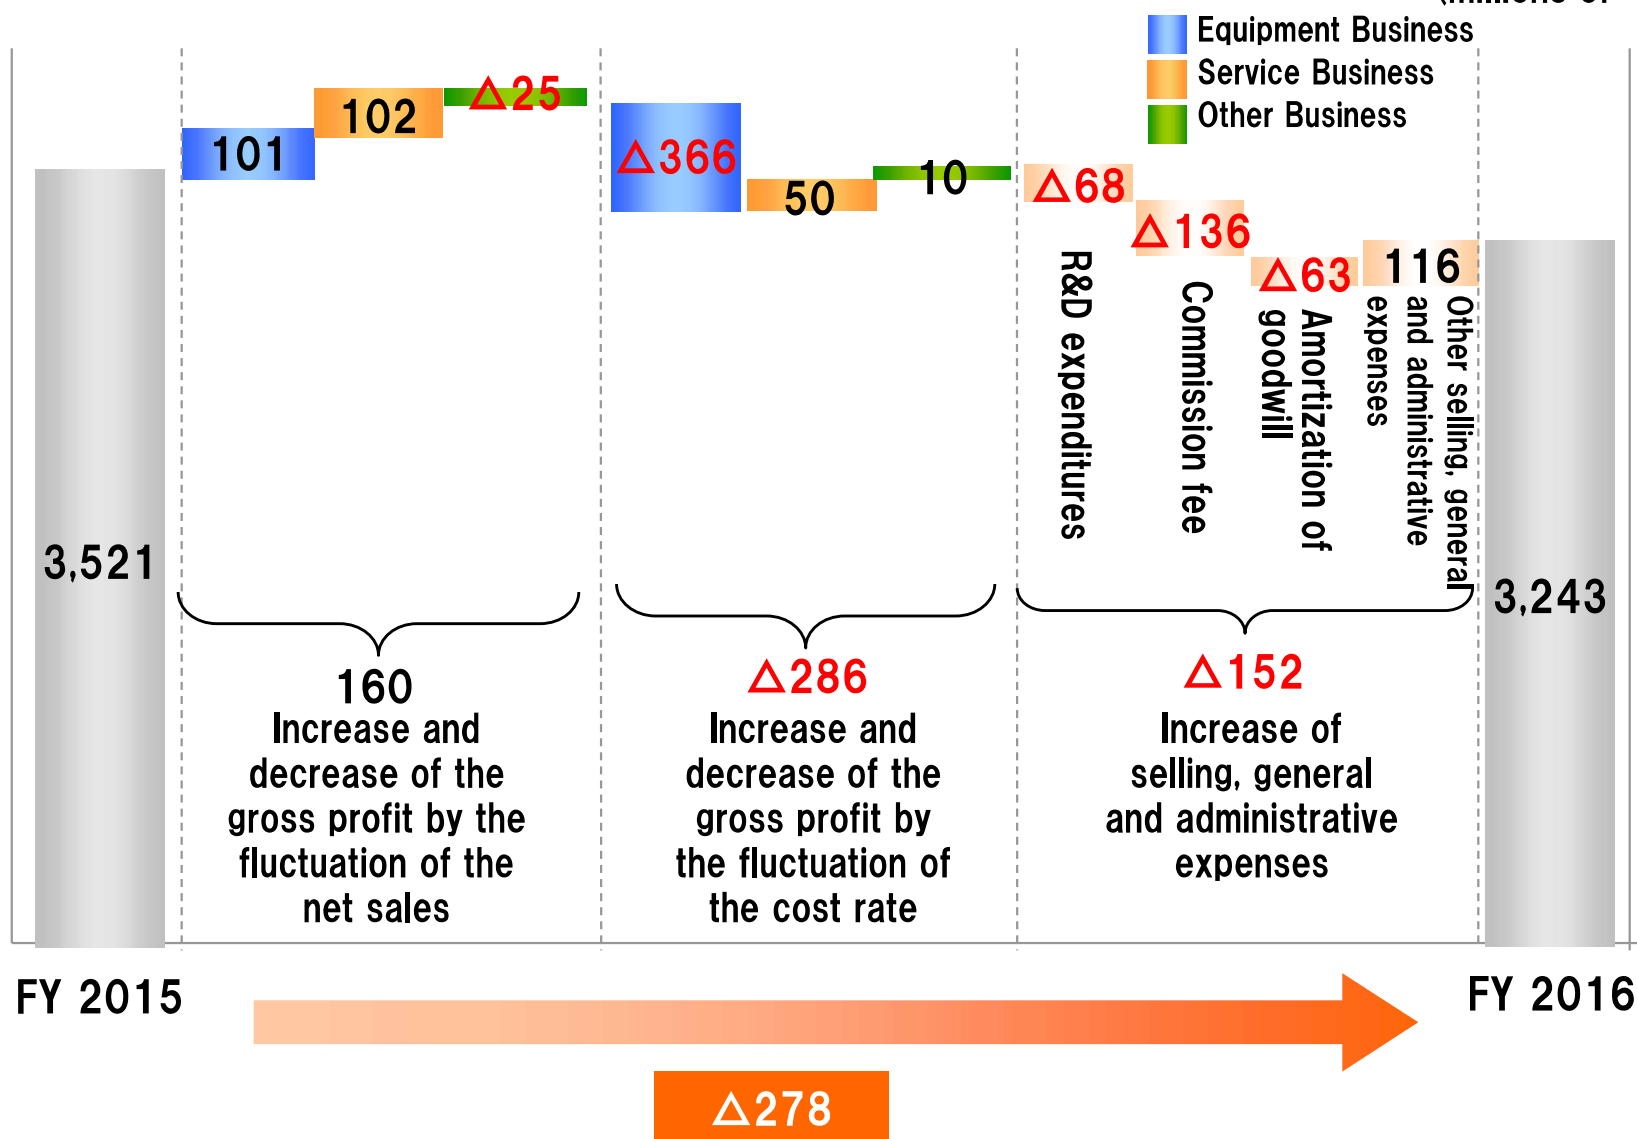 Equipment Business
Service Business
Other Business
101
102
△25
△366
50
10
△68
△136
△63
116
R&D expenditures
Commission fee
Amortization of
goodwill
Other selling, general
and administrative
expenses
3,521
3,243
160
Increase and
decrease of the
gross profit by the
fluctuation of the
net sales
△286
Increase and
decrease of the
gross profit by
the fluctuation of
the cost rate
△152
Increase of
selling, general
and administrative
expenses
FY 2015
FY 2016
△278